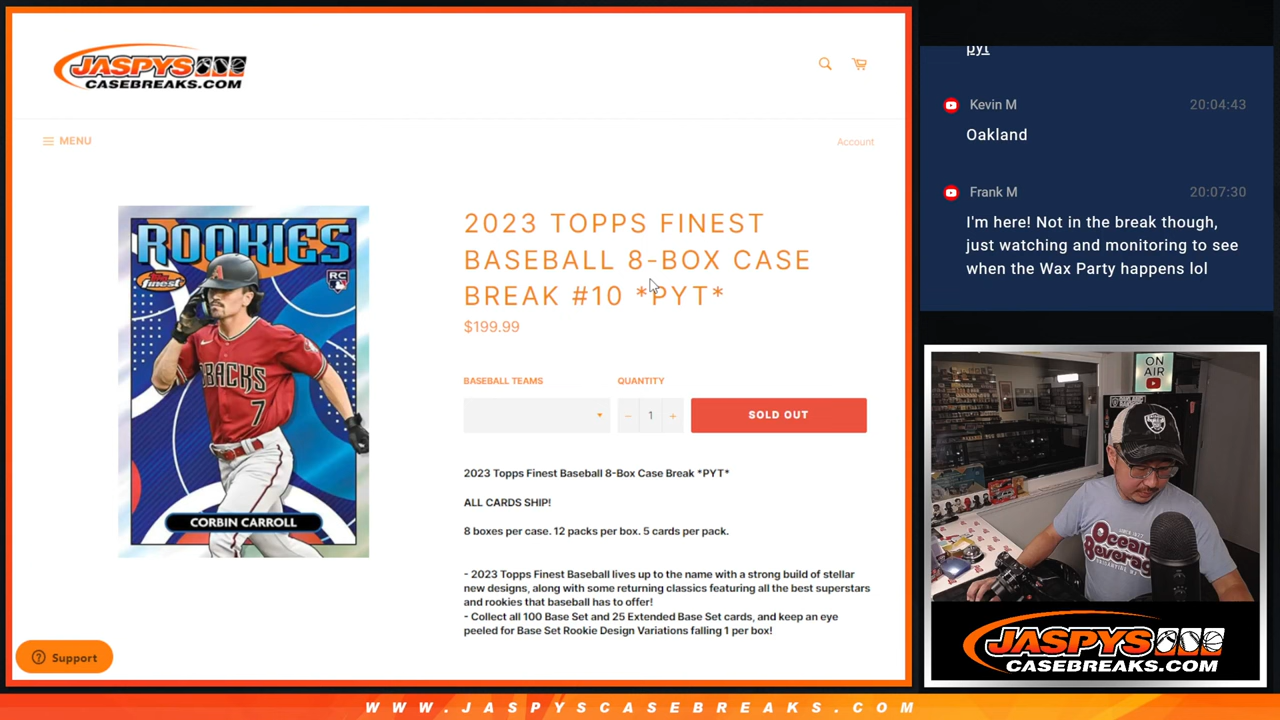 JASPYS
CASEBREAKS.COM
MENU
Account
ROOKIES
Topps
finest
RC
BACKS
7
CORBIN CARROLL
2023 TOPPS FINEST
BASEBALL 8-BOX CASE
BREAK #10 *PYT*
$199.99
BASEBALL TEAMS
QUANTITY
− 1 +
SOLD OUT
2023 Topps Finest Baseball 8-Box Case Break *PYT*
ALL CARDS SHIP!
8 boxes per case. 12 packs per box. 5 cards per pack.
- 2023 Topps Finest Baseball lives up to the name with a strong build of stellar
new designs, along with some returning classics featuring all the best superstars
and rookies that baseball has to offer!
- Collect all 100 Base Set and 25 Extended Base Set cards, and keep an eye
peeled for Base Set Rookie Design Variations falling 1 per box!
Support
pyt
Kevin M 20:04:43
Oakland
Frank M 20:07:30
I'm here! Not in the break though,
just watching and monitoring to see
when the Wax Party happens lol
ON
AIR
Ocean
Beverag
JASPYS
CASEBREAKS.COM
WWW.JASPYSCASEBREAKS.COM